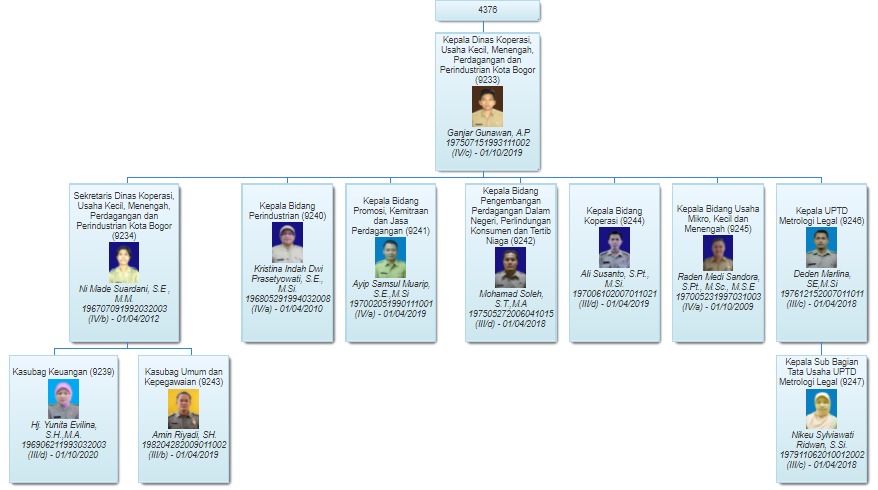 4376
Kepala Dinas Koperasi,
Usaha Kecil, Menengah,
Perdagangan dan
Perindustrian Kota Bogor
(9233)
Ganjar Gunawan, A.P
197507151993111002
(IV/c) - 01/10/2019
Sekretaris Dinas Koperasi,
Usaha Kecil, Menengah,
Perdagangan dan
Perindustrian Kota Bogor
(9234)
Ni Made Suardani, S.E ,
M.M.
196707091992032003
(IV/b) - 01/04/2012
Kepala Bidang
Perindustrian (9240)
Kristina Indah Dwi
Prasetyowati, S.E.,
M.Si.
196805291994032008
(IV/a) - 01/04/2010
Kepala Bidang
Promosi, Kemitraan
dan Jasa
Perdagangan (9241)
Ayip Samsul Muarip,
S.E.,M.Si
197002051990111001
(IV/a) - 01/04/2019
Kepala Bidang
Pengembangan
Perdagangan Dalam
Negeri, Perlindungan
Konsumen dan Tertib
Niaga (9242)
Mohamad Soleh,
S.T.,M.A
197505272006041015
(III/d) - 01/04/2018
Kepala Bidang
Koperasi (9244)
Ali Susanto, S.Pt.,
M.Si.
197006102007011021
(III/d) - 01/04/2019
Kepala Bidang Usaha
Mikro, Kecil dan
Menengah (9245)
Raden Medi Sandora,
S.Pt., M.Sc., M.S.E
197005231997031003
(IV/a) - 01/10/2009
Kepala UPTD
Metrologi Legal (9246)
Deden Marlina,
SE,M.Si
197612152007011011
(III/c) - 01/04/2018
Kasubag Keuangan (9239)
Hj. Yunita Evilina,
S.H.,M.A.
196906211993032003
(III/d) - 01/10/2020
Kasubag Umum dan
Kepegawaian (9243)
Amin Riyadi, SH.
198204282009011002
(III/b) - 01/04/2019
Kepala Sub Bagian
Tata Usaha UPTD
Metrologi Legal (9247)
Nikeu Sylviawati
Ridwan, S.Si.
197911062010012002
(III/c) - 01/04/2018